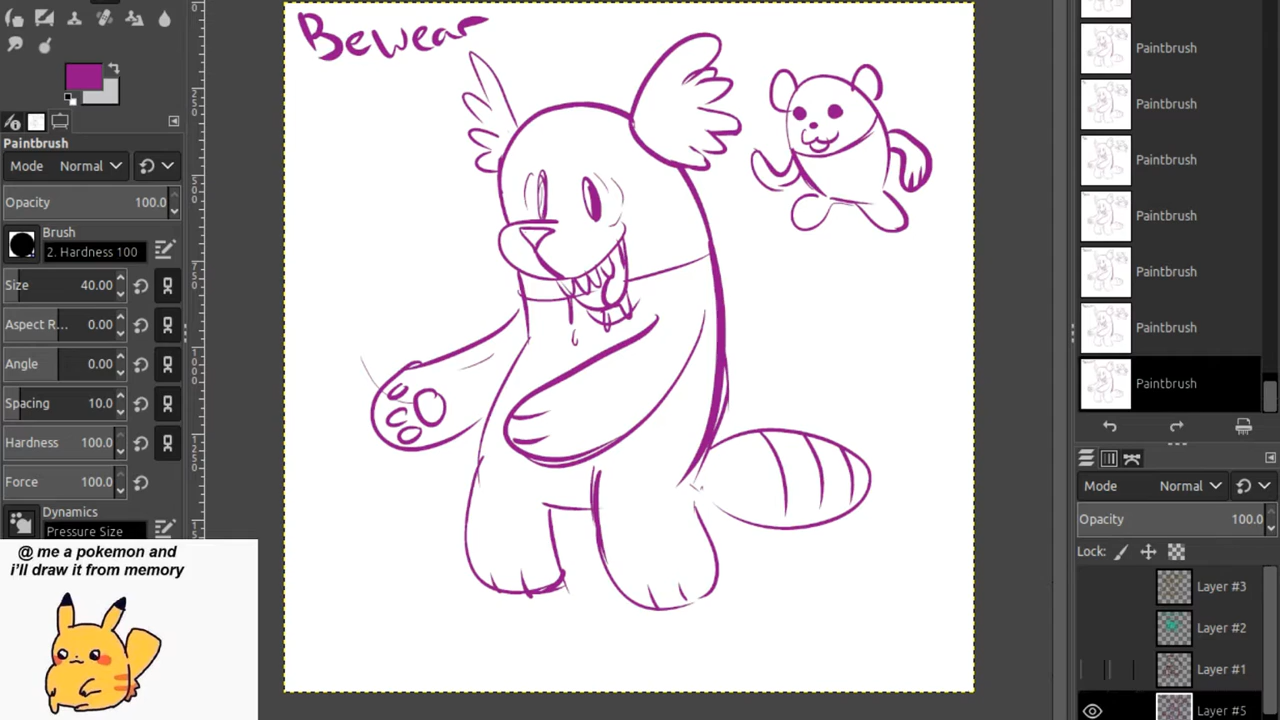 Bewear
Paintbrush
Mode Normal
Opacity 100.0
Brush
2. Hardness 100
Size 40.00
Aspect R... 0.00
Angle 0.00
Spacing 10.0
Hardness 100.0
Force 100.0
Dynamics
Pressure Size
@ me a pokemon and
i'll draw it from memory
Paintbrush
Paintbrush
Paintbrush
Paintbrush
Paintbrush
Paintbrush
Paintbrush
Mode Normal
Opacity 100.0
Lock:
Layer #3
Layer #2
Layer #1
Layer #5